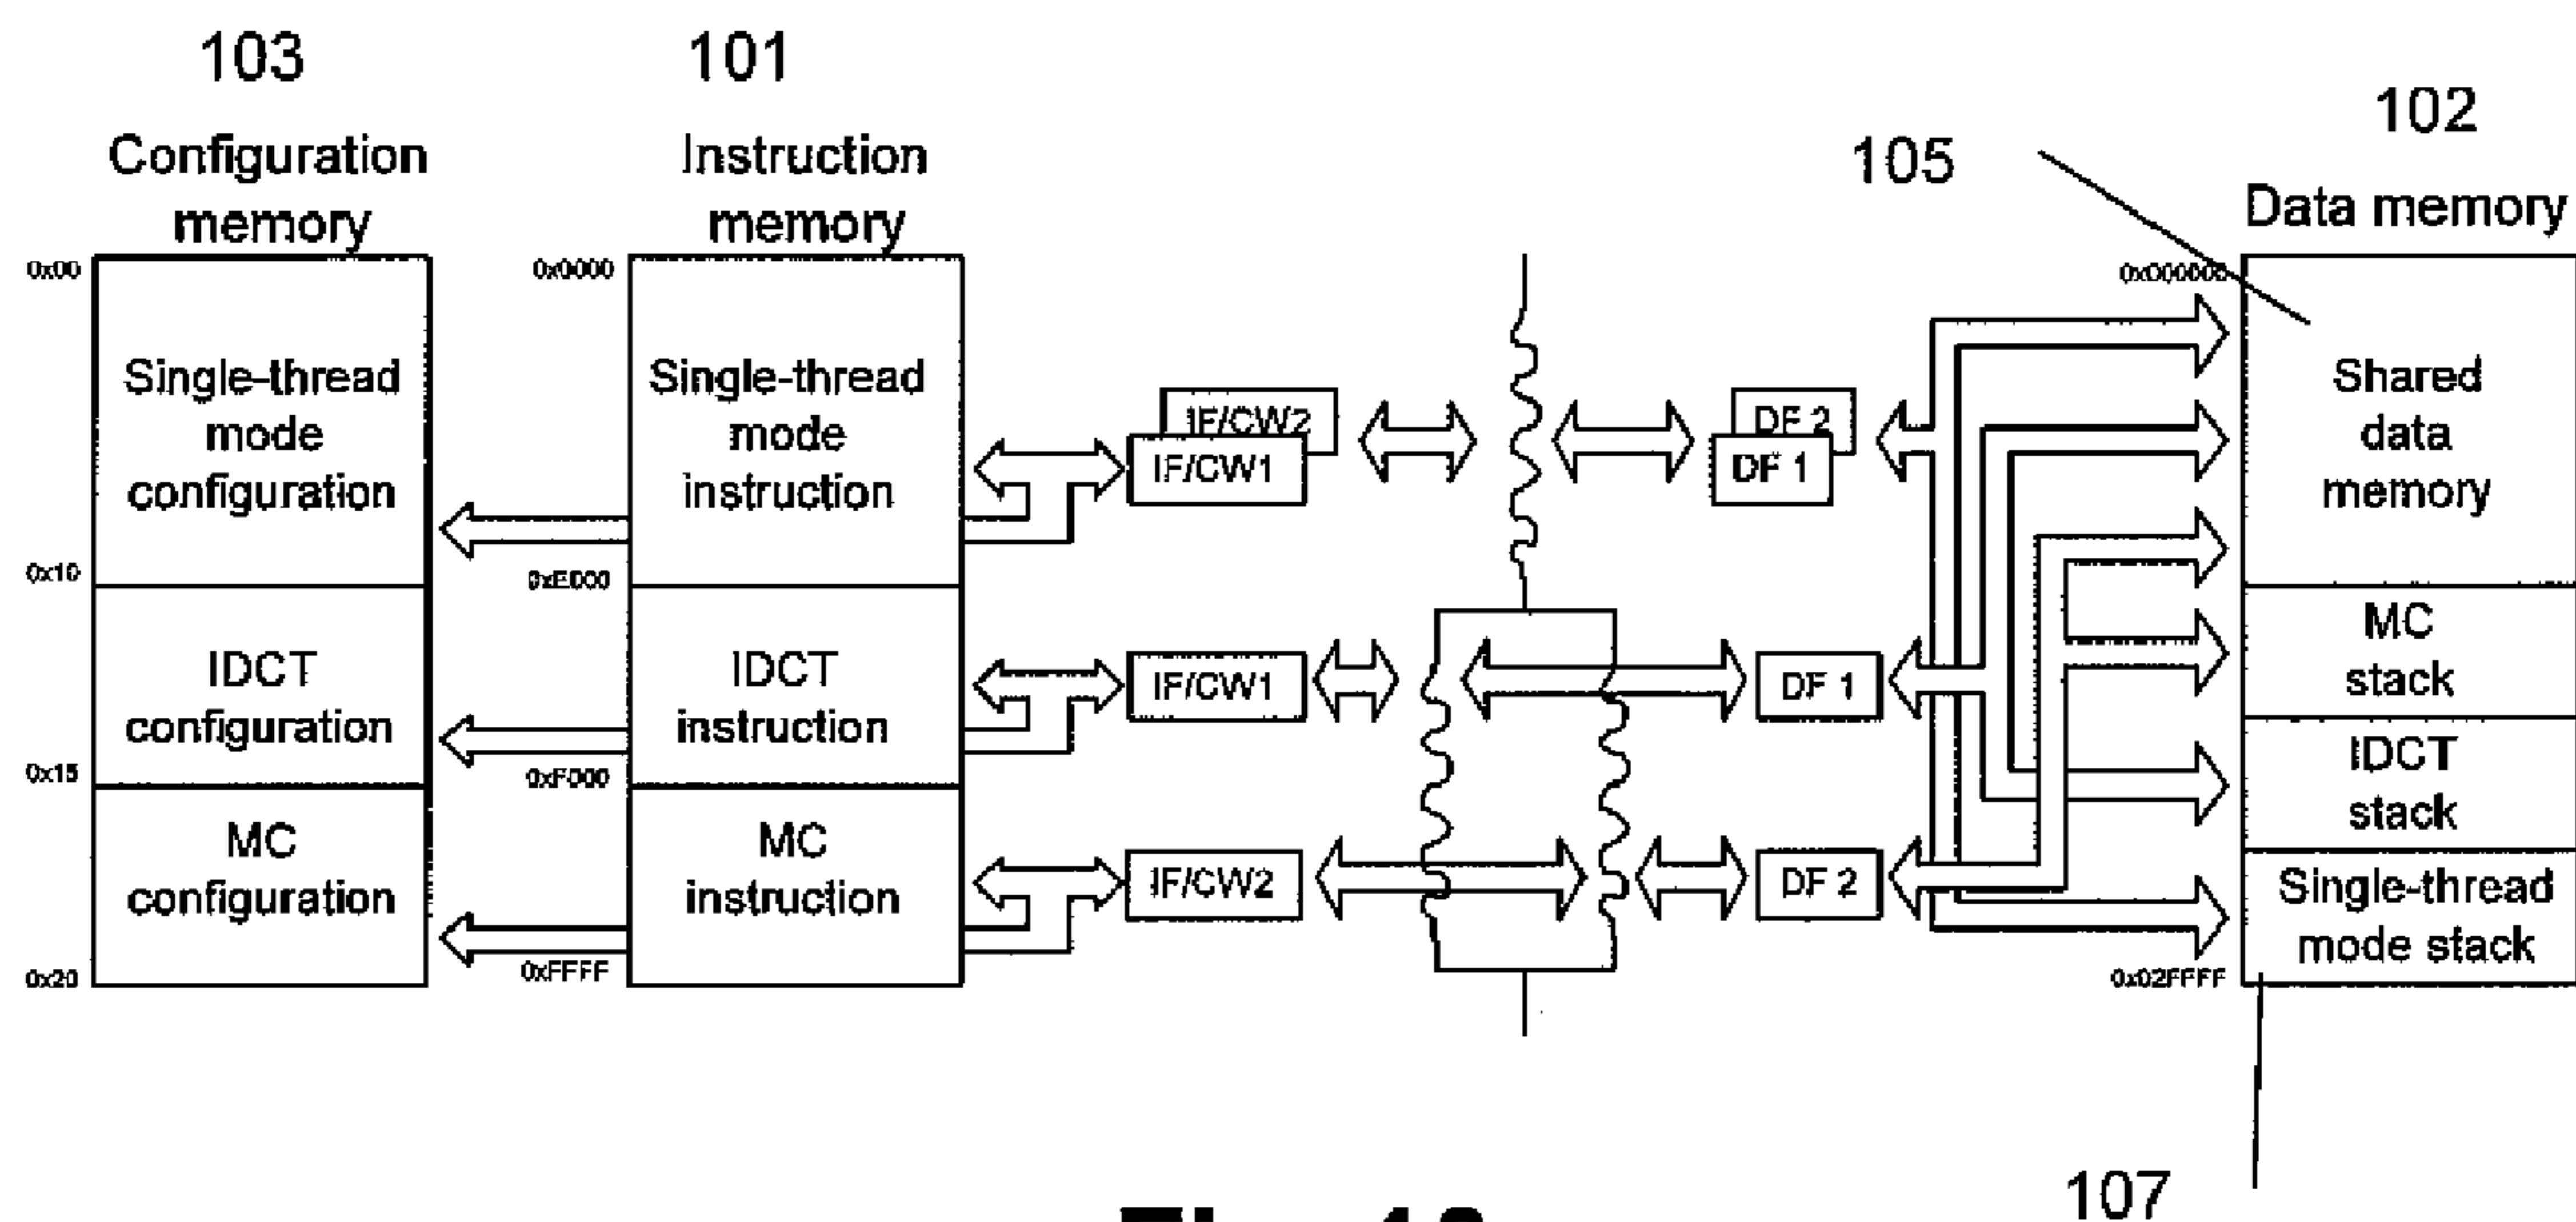 103
101
102
105
Configuration
memory
Instruction
memory
Data memory
0x00
0x0000
0x000000
Single-thread
mode
configuration
Single-thread
mode
instruction
IF/CW2
IF/CW1
DF 2
DF 1
Shared
data
memory
0x10
0xE000
IDCT
configuration
IDCT
instruction
IF/CW1
DF 1
MC
stack
0x15
0xF000
IDCT
stack
MC
configuration
MC
instruction
IF/CW2
DF 2
Single-thread
mode stack
0x20
0xFFFF
0x02FFFF
107